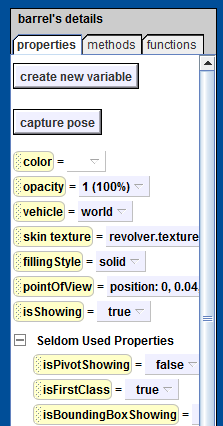 barrel's details
properties methods functions
create new variable
capture pose
color =
opacity = 1 (100%)
vehicle = world
skin texture = revolver.texture
fillingStyle = solid
pointOfView = position: 0, 0.04,
isShowing = true
Seldom Used Properties
isPivotShowing = false
isFirstClass = true
isBoundingBoxShowing =